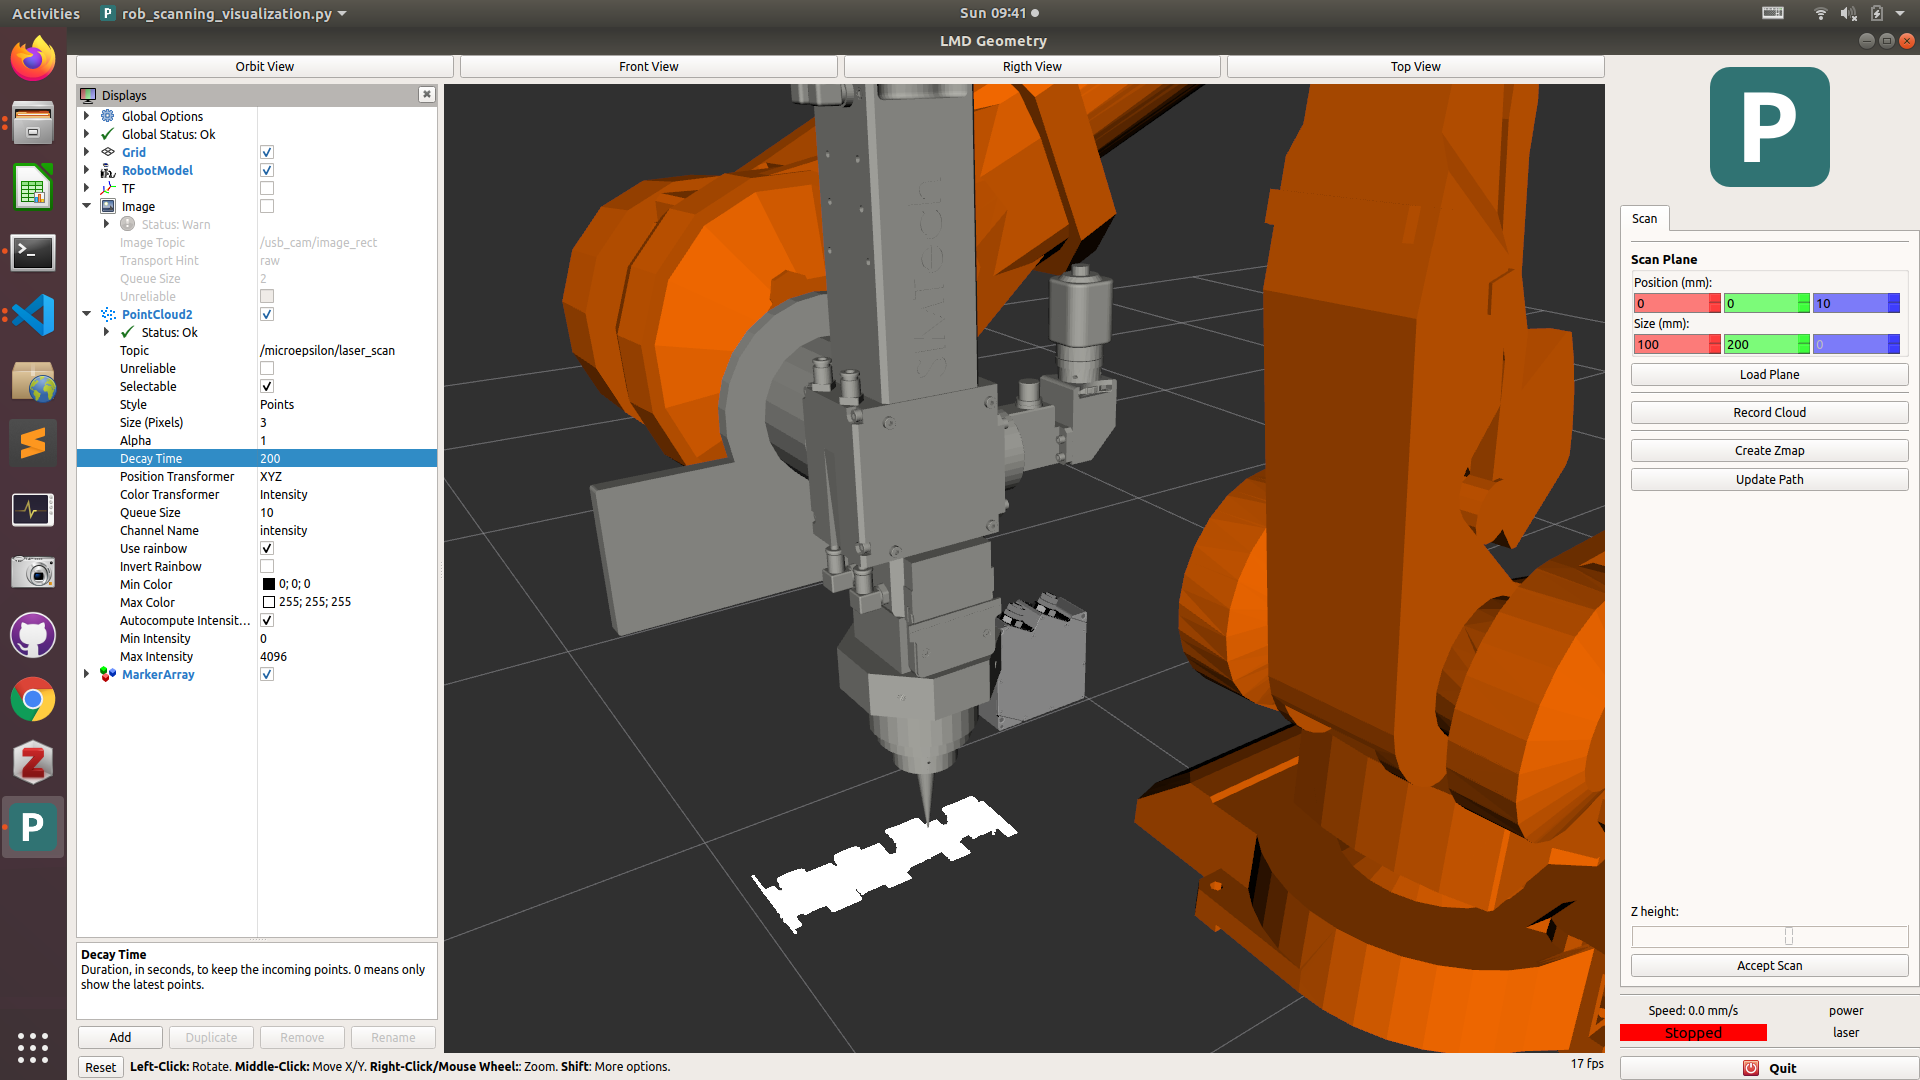 Activities
rob_scanning_visualization.py
Sun 09:41
LMD Geometry
Orbit View
Front View
Rigth View
Top View
P
Displays
Global Options
Global Status: Ok
Grid
RobotModel
TF
Image
Status: Warn
Image Topic /usb_cam/image_rect
Transport Hint raw
Queue Size 2
Unreliable
PointCloud2
Status: Ok
Topic /microepsilon/laser_scan
Unreliable
Selectable
Style Points
Size (Pixels) 3
Alpha 1
Decay Time 200
Position Transformer XYZ
Color Transformer Intensity
Queue Size 10
Channel Name intensity
Use rainbow
Invert Rainbow
Min Color 0; 0; 0
Max Color 255; 255; 255
Autocompute Intensit...
Min Intensity 0
Max Intensity 4096
MarkerArray
Decay Time
Duration, in seconds, to keep the incoming points. 0 means only
show the latest points.
Add
Duplicate
Remove
Rename
Reset
Left-Click: Rotate. Middle-Click: Move X/Y. Right-Click/Mouse Wheel:: Zoom. Shift: More options.
17 fps
SiMTech
P
Scan
Scan Plane
Position (mm):
0 0 10
Size (mm):
100 200 0
Load Plane
Record Cloud
Create Zmap
Update Path
Z height:
Accept Scan
Speed: 0.0 mm/s
power
Stopped
laser
Quit